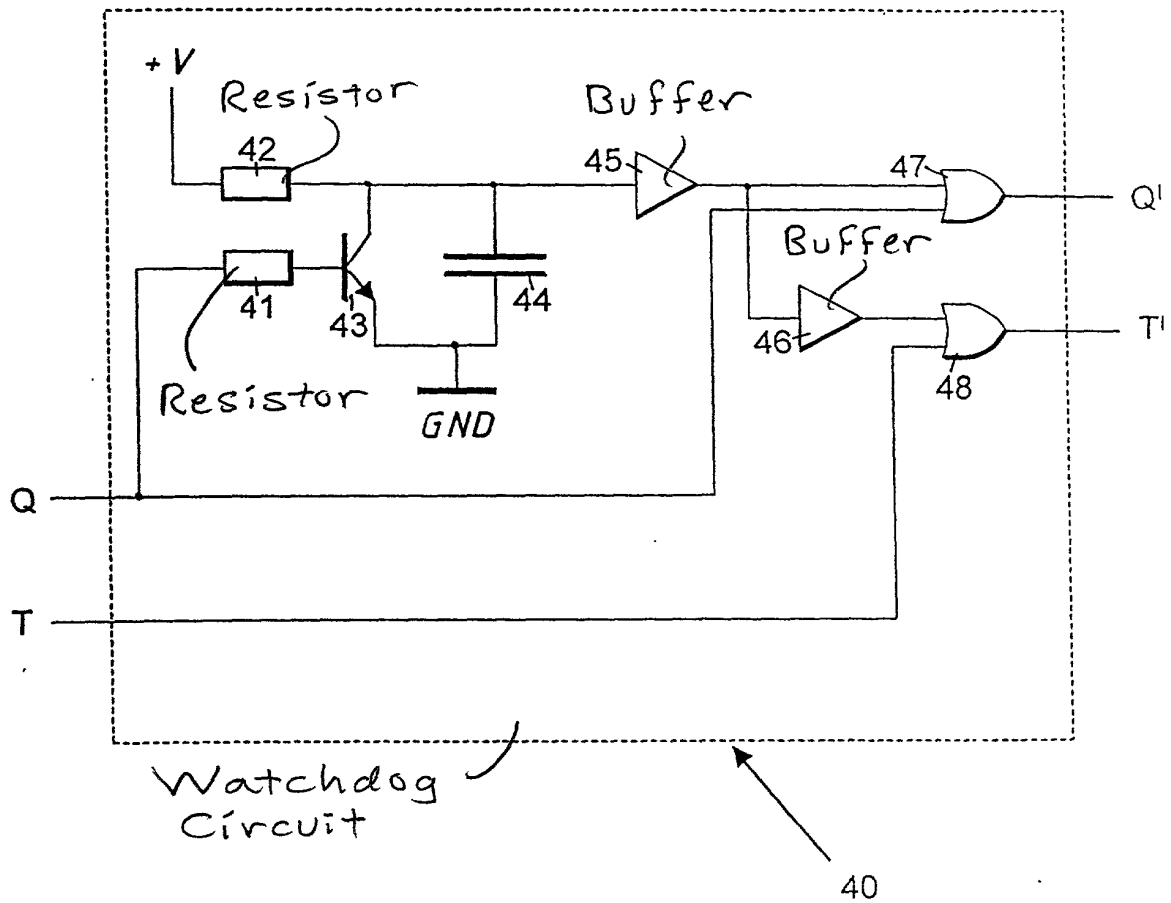 +V
Resistor
Buffer
42
45
47
Q'
Buffer
41
43
44
46
T'
48
Resistor
GND
Q
T
Watchdog
Circuit
40